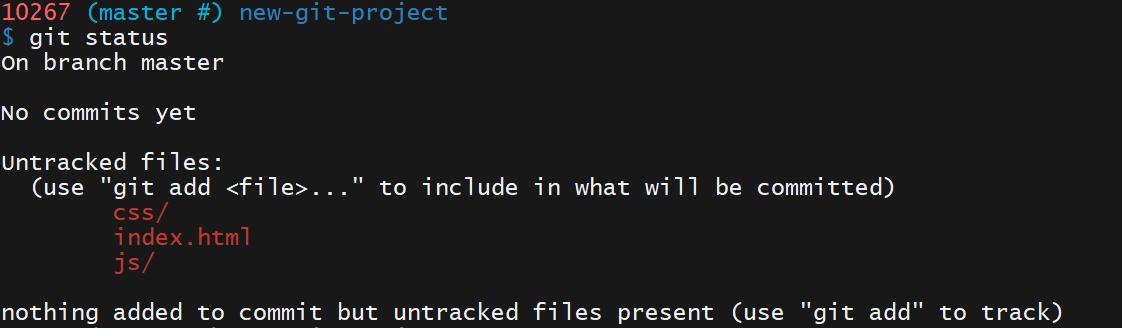 10267 (master #) new-git-project
$ git status
On branch master
No commits yet
Untracked files:
(use "git add <file>..." to include in what will be committed)
css/
index.html
js/
nothing added to commit but untracked files present (use "git add" to track)